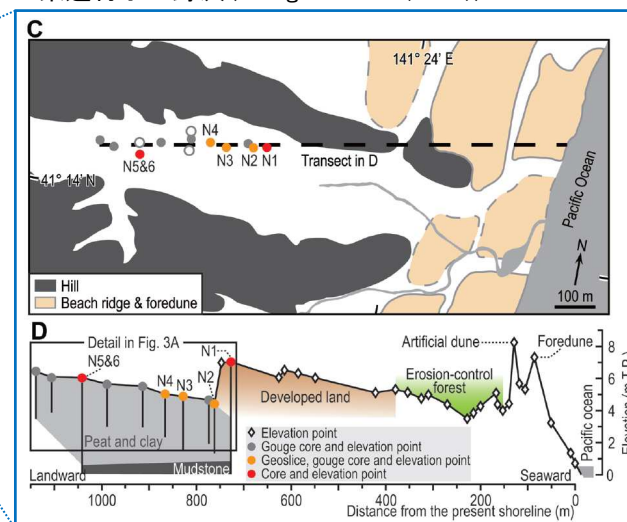 C
141° 24' E
N4
N5&6
N3
N2
N1
Transect in D
41° 14' N
Pacific Ocean
N
Hill
Beach ridge & foredune
100 m
D
Detail in Fig. 3A
N5&6
N1
N2
N4
N3
Artificial dune
Foredune
Erosion-control
forest
Developed land
Peat and clay
Mudstone
Elevation point
Gouge core and elevation point
Geoslice, gouge core and elevation point
Core and elevation point
Landward
Seaward
Pacific ocean
8
6
4
2
0
1000
800
600
400
200
0
Distance from the present shoreline (m)